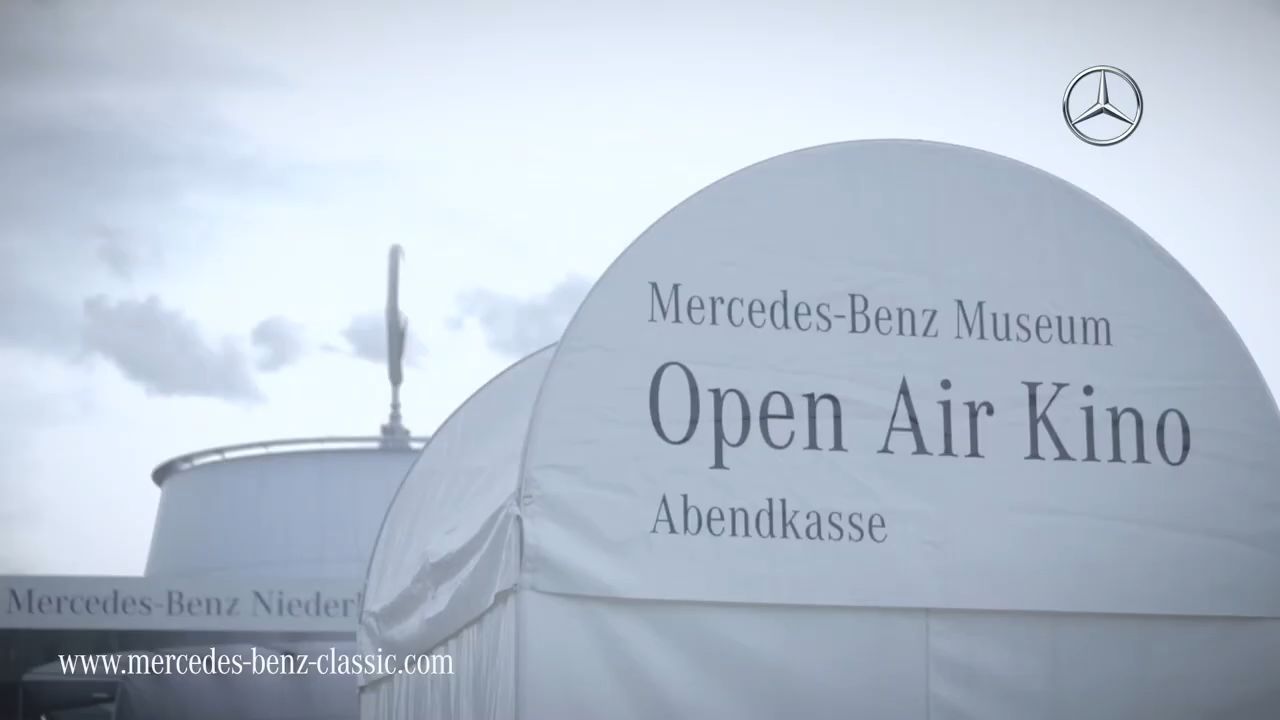 Mercedes-Benz Museum
Open Air Kino
Abendkasse
Mercedes-Benz
www.mercedes-benz-classic.com